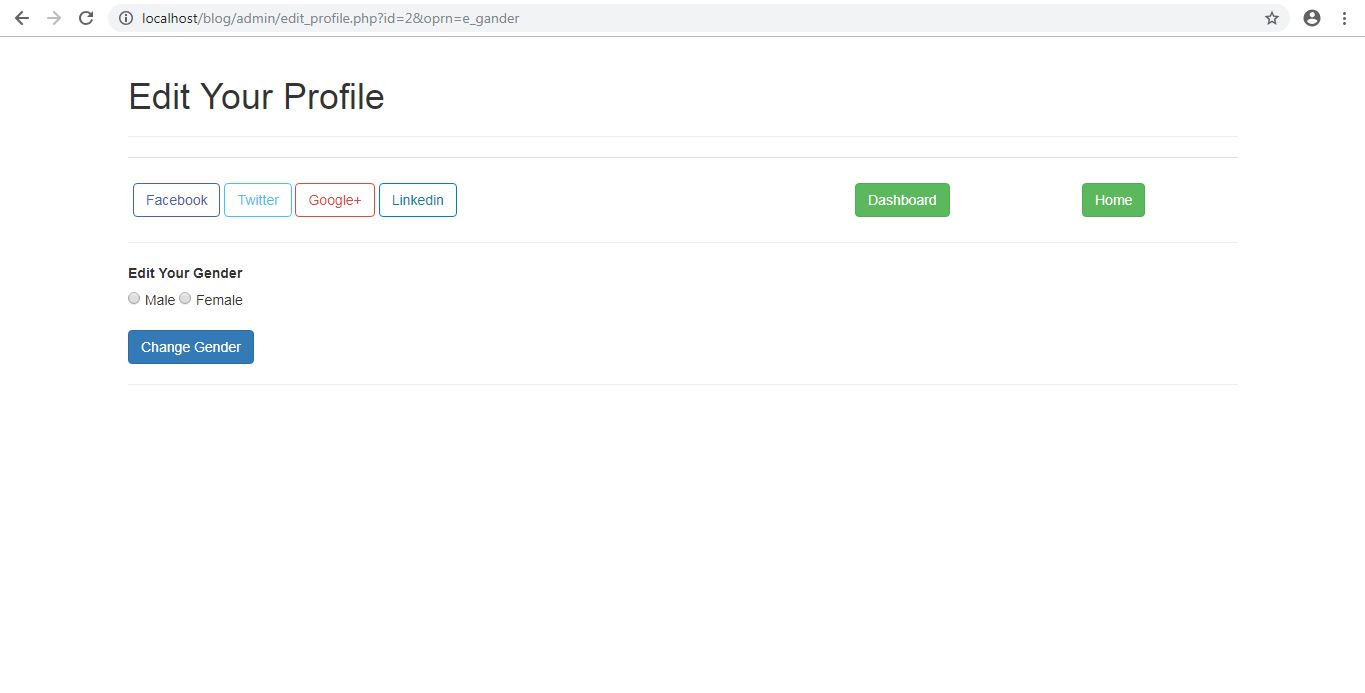 localhost/blog/admin/edit_profile.php?id=2&oprn=e_gander
Edit Your Profile
Facebook Twitter Google+ Linkedin Dashboard Home
Edit Your Gender
Male Female
Change Gender